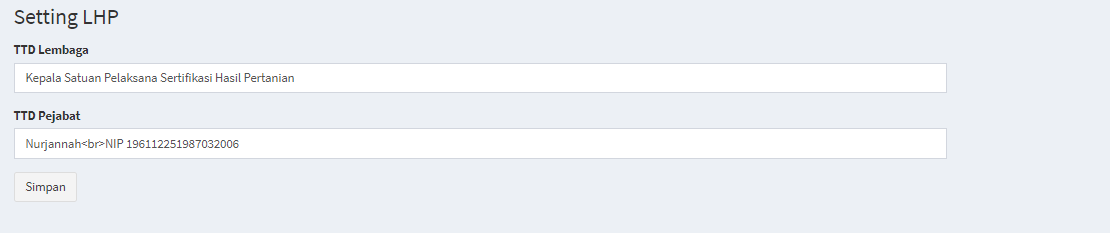 Setting LHP
TTD Lembaga
Kepala Satuan Pelaksana Sertifikasi Hasil Pertanian
TTD Pejabat
Nurjannah<br>NIP 196112251987032006
Simpan